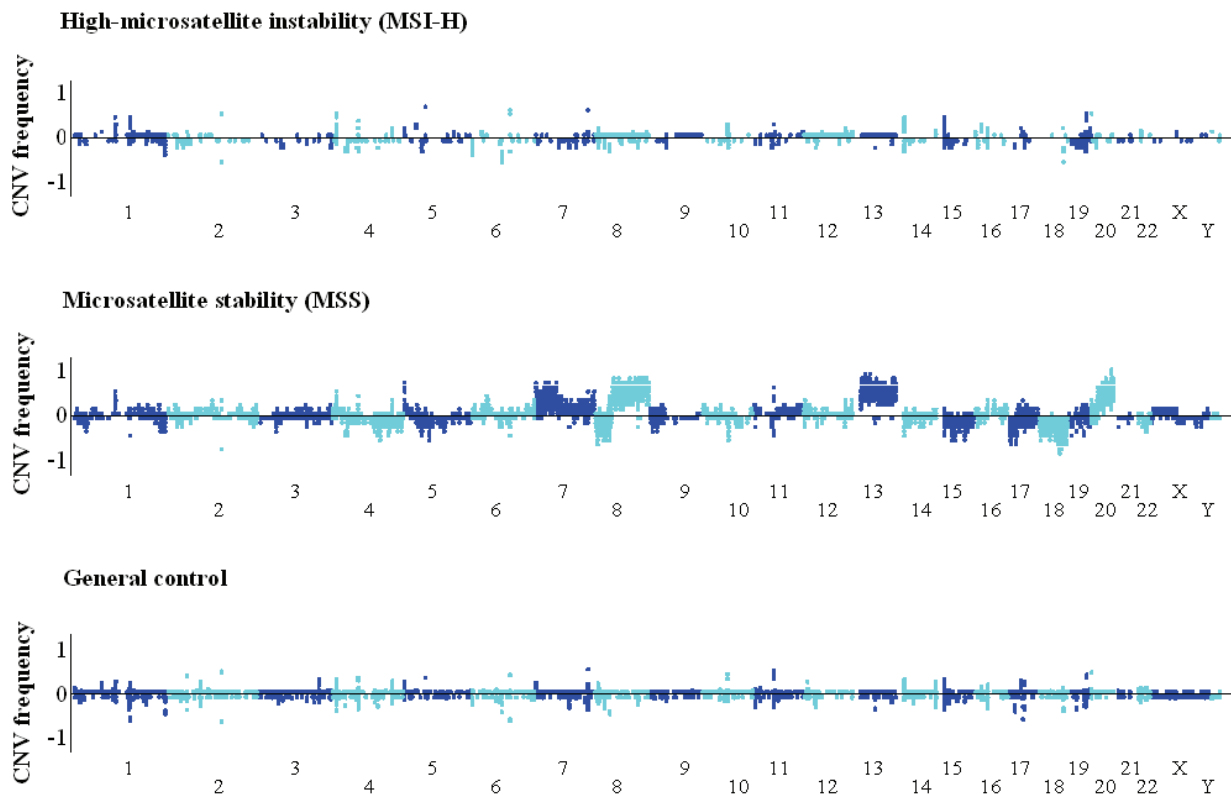 High-microsatellite instability (MSI-H)
CNV frequency
1
0
-1
1 3 5 7 9 11 13 15 17 19 21 X
2 4 6 8 10 12 14 16 18 20 22 Y
Microsatellite stability (MSS)
CNV frequency
1
0
-1
1 3 5 7 9 11 13 15 17 19 21 X
2 4 6 8 10 12 14 16 18 20 22 Y
General control
CNV frequency
1
0
-1
1 3 5 7 9 11 13 15 17 19 21 X
2 4 6 8 10 12 14 16 18 20 22 Y